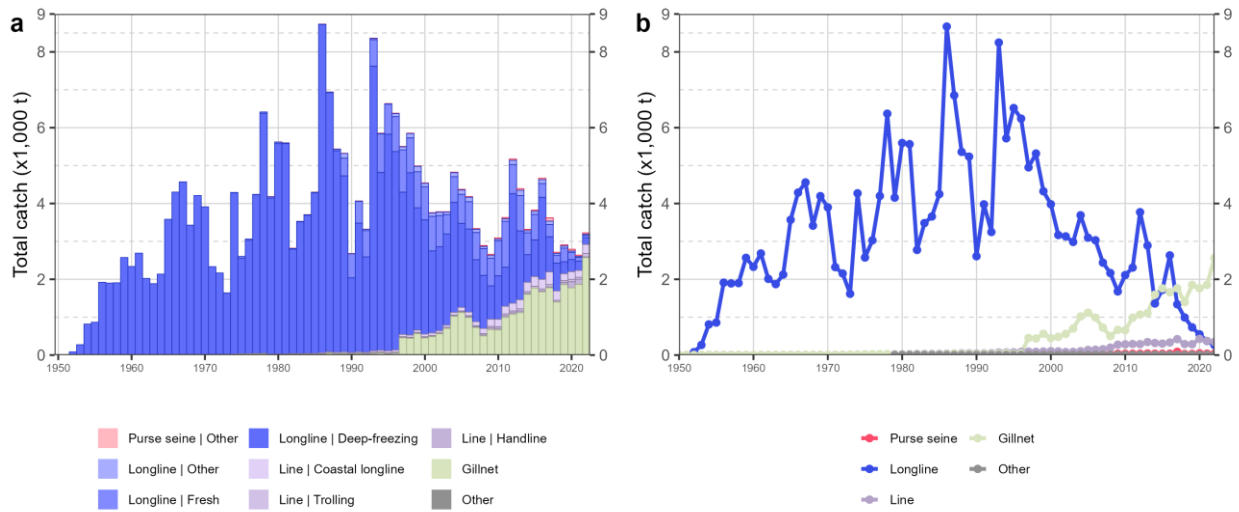 a
Total catch (x1,000 t)
9
8
6
4
2
0
9
8
6
4
2
0
1950 1960 1970 1980 1990 2000 2010 2020
b
Total catch (x1,000 t)
9
8
6
4
2
0
9
8
6
4
2
0
1950 1960 1970 1980 1990 2000 2010 2020
Purse seine | Other
Longline | Other
Longline | Fresh
Longline | Deep-freezing
Line | Coastal longline
Line | Trolling
Line | Handline
Gillnet
Other
Purse seine
Longline
Line
Gillnet
Other